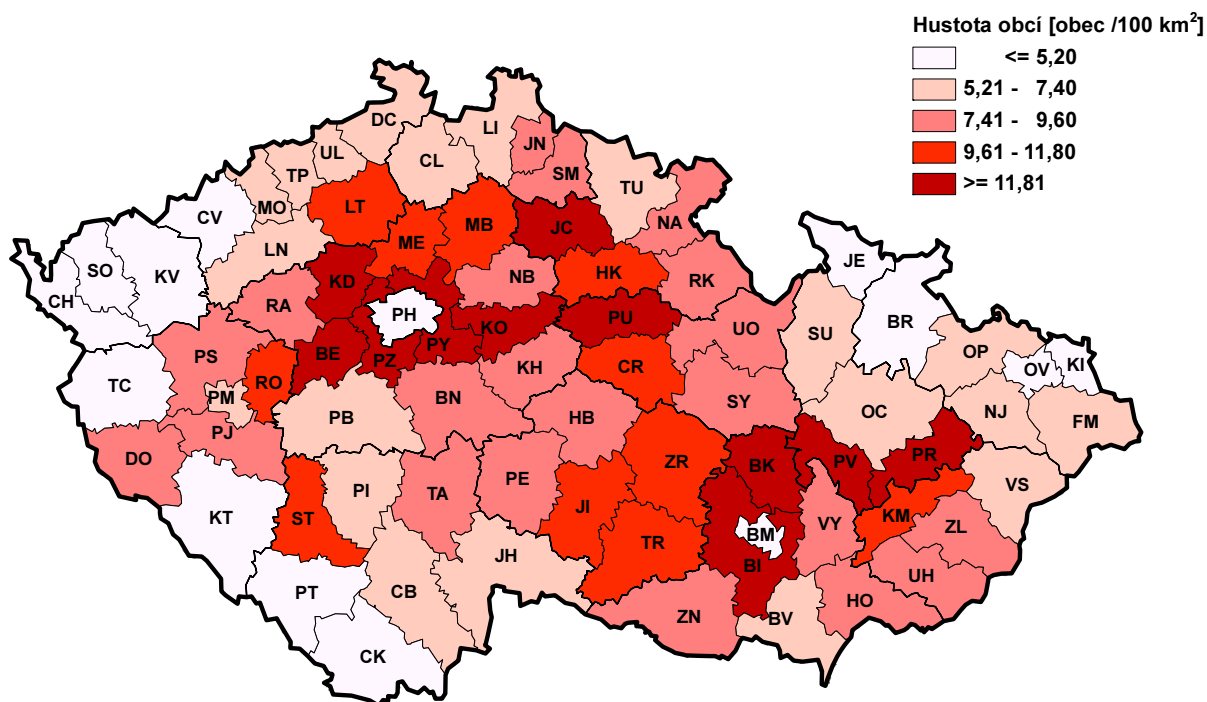 Hustota obcí [obec /100 km²]
<= 5,20
5,21 - 7,40
7,41 - 9,60
9,61 - 11,80
>= 11,81
DC
LI
UL
JN
CL
TP
SM
TU
MO
CV
LT
MB
JC
NA
ME
LN
SO
KV
NB
HK
JE
KD
RK
CH
RA
PH
KO
PU
BR
UO
SU
PY
BE
PZ
PS
OP
OV
KI
RO
CR
KH
TC
PM
BN
SY
PB
HB
OC
NJ
FM
PJ
DO
PR
ZR
BK
PV
PE
PI
TA
VS
JI
KT
ST
KM
VY
ZL
BM
TR
JH
BI
UH
PT
CB
HO
ZN
BV
CK